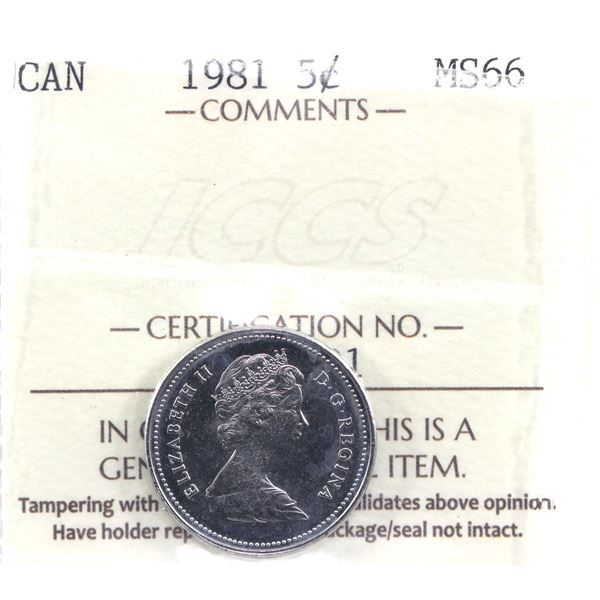 CAN 1981 5¢ MS66
— COMMENTS —
ICCS
— CERTIFICATION NO. —
ELIZABETH II D·G·REGINA
IN HIS IS A
GEN ITEM.
Tampering with alidates above opinion.
Have holder rep ckage/seal not intact.